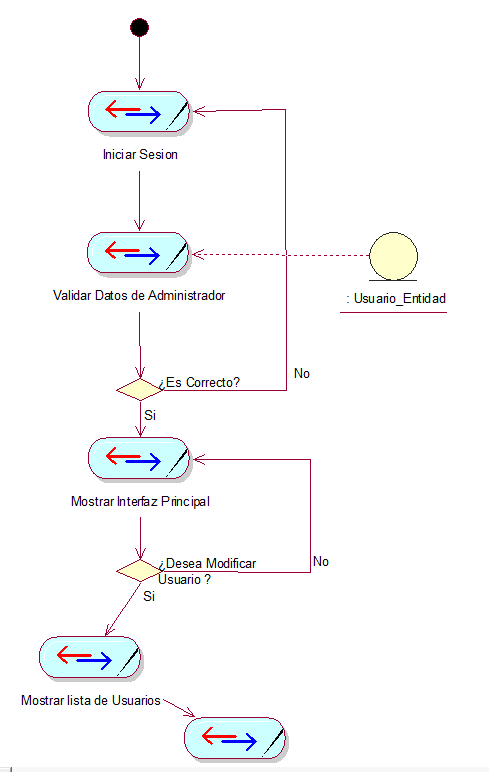 Iniciar Sesion
Validar Datos de Administrador
: Usuario_Entidad
¿Es Correcto?
No
Si
Mostrar Interfaz Principal
¿Desea Modificar
Usuario ?
No
Si
Mostrar lista de Usuarios